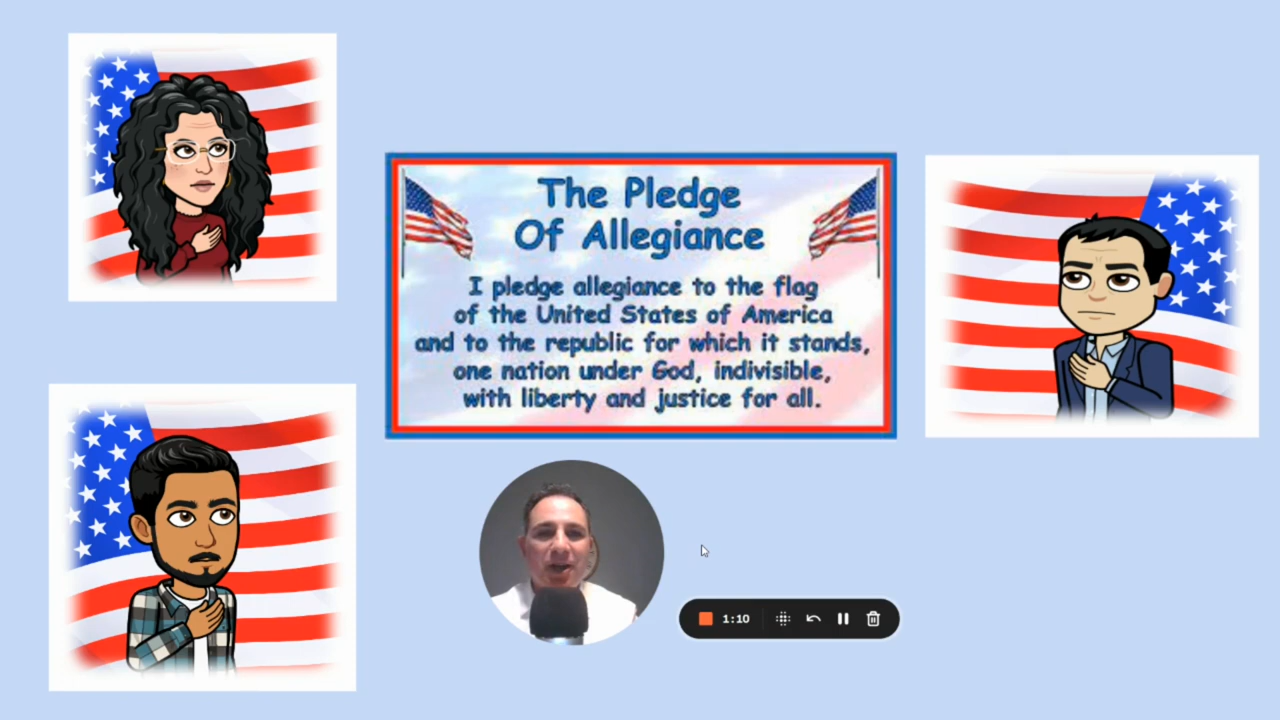 The Pledge
Of Allegiance
I pledge allegiance to the flag
of the United States of America
and to the republic for which it stands,
one nation under God, indivisible,
with liberty and justice for all.
1:10